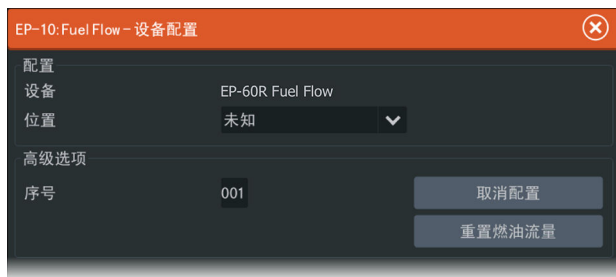 EP-10:Fuel Flow-设备配置
配置
设备 EP-60R Fuel Flow
位置 未知
高级选项
序号 001 取消配置
重置燃油流量